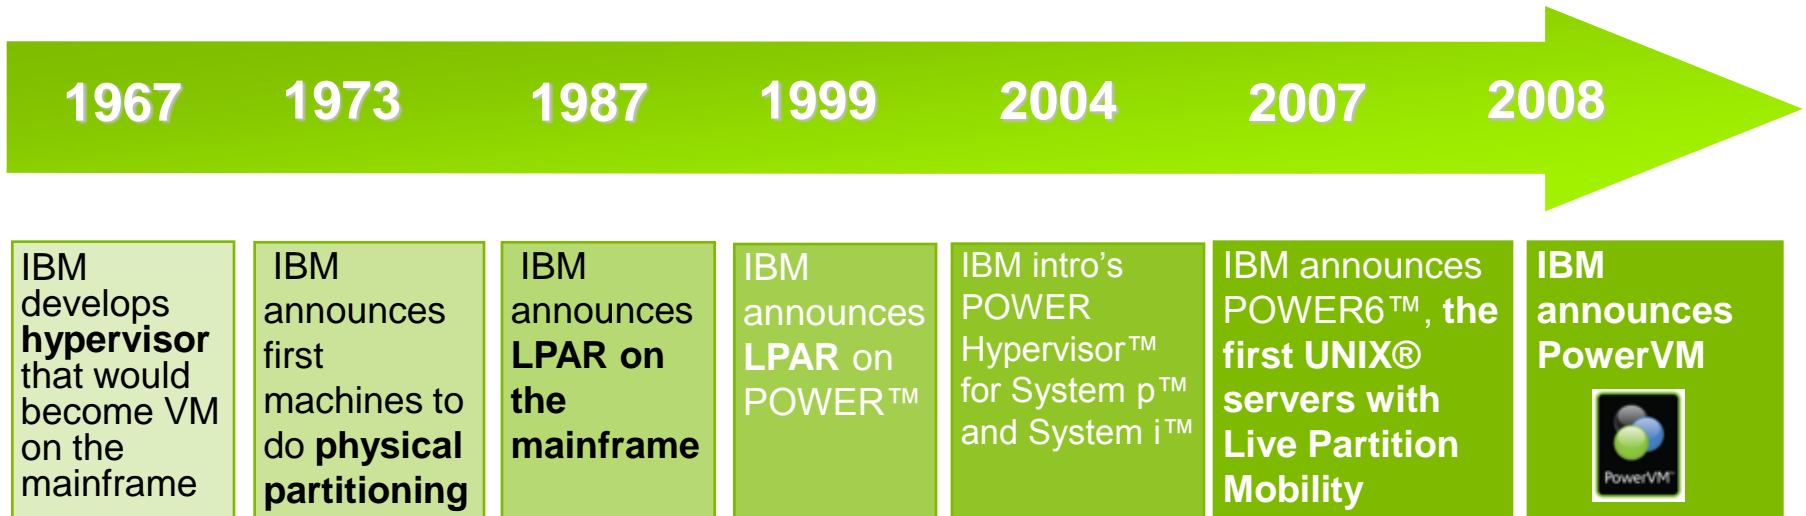 1967 1973 1987 1999 2004 2007 2008
IBM
develops
hypervisor
that would
become VM
on the
mainframe
IBM
announces
first
machines to
do physical
partitioning
IBM
announces
LPAR on
the
mainframe
IBM
announces
LPAR on
POWER™
IBM intro’s
POWER
Hypervisor™
for System p™
and System i™
IBM announces
POWER6™, the
first UNIX®
servers with
Live Partition
Mobility
IBM
announces
PowerVM
PowerVM™